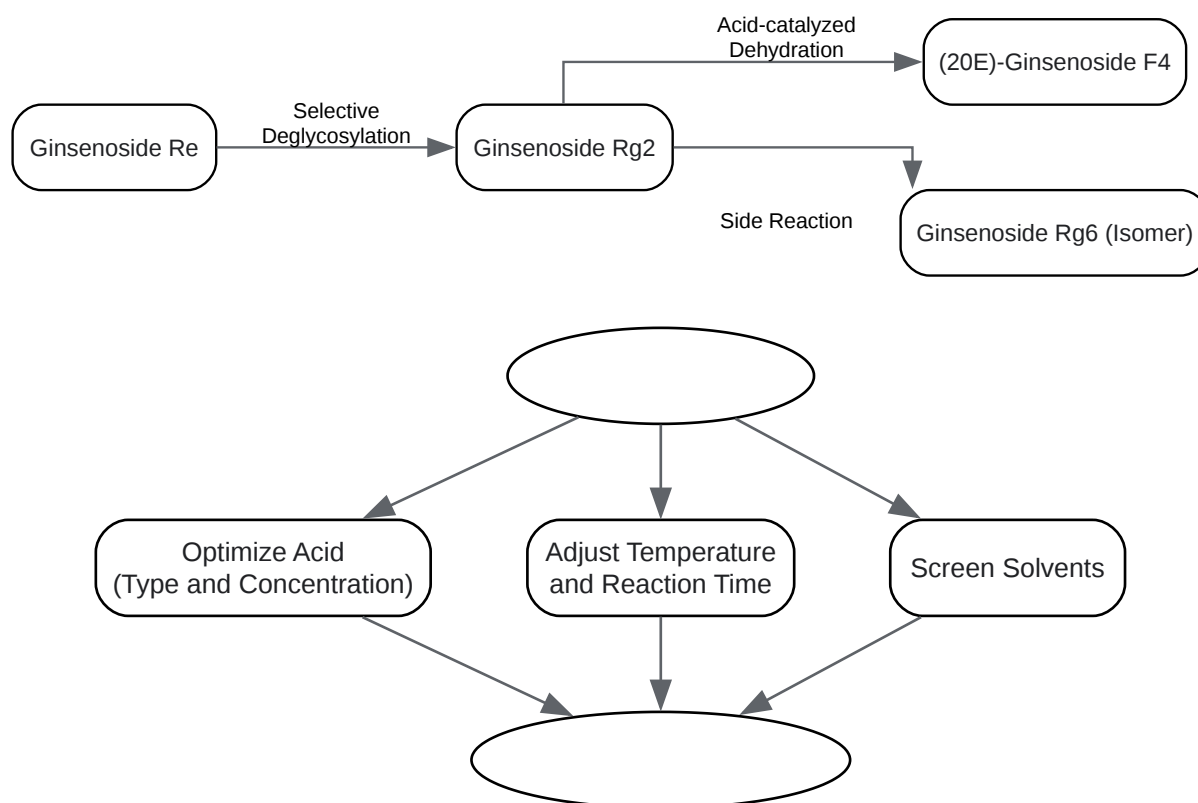 Acid-catalyzed
Dehydration
(20E)-Ginsenoside F4
Selective
Deglycosylation
Ginsenoside Re
Ginsenoside Rg2
Side Reaction
Ginsenoside Rg6 (Isomer)
Optimize Acid
(Type and Concentration)
Adjust Temperature
and Reaction Time
Screen Solvents